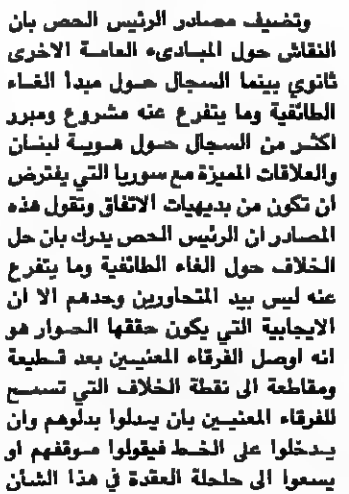 وتضيف مصادر الرئيس الحص بان
النقاش حول المبادىء العامة الاخرى
ثانوي بينما السجال حول مبدأ الغاء
الطائفية وما يتفرع عنه مشروع ومبرر
اكثر من السجال حول هوية لبنان
والعلاقات المميزة مع سوريا التي يفترض
ان تكون من بديهيات الاتفاق وتقول هذه
المصادر ان الرئيس الحص يدرك بان حل
الخلاف حول الغاء الطائفية وما يتفرع
عنه ليس بيد المتحاورين وحدهم الا ان
الايجابية التي يكون حققها الحوار هو
انه اوصل الفرقاء المعنيين بعد قطيعة
ومقاطعة الى نقطة الخلاف التي تسمح
للفرقاء المعنيين بان يدلوا بدلوهم وان
يدخلوا على الخط فيقولوا موقفهم او
يسعوا الى حلحلة العقدة في هذا الشأن